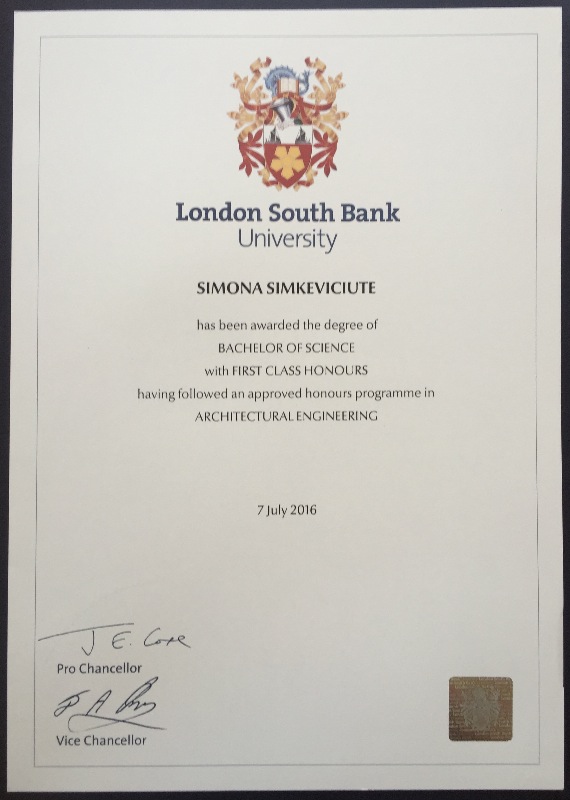 London South Bank
University
SIMONA SIMKEVICIUTE
has been awarded the degree of
BACHELOR OF SCIENCE
with FIRST CLASS HONOURS
having followed an approved honours programme in
ARCHITECTURAL ENGINEERING
7 July 2016
J E. Cope
Pro Chancellor
Vice Chancellor